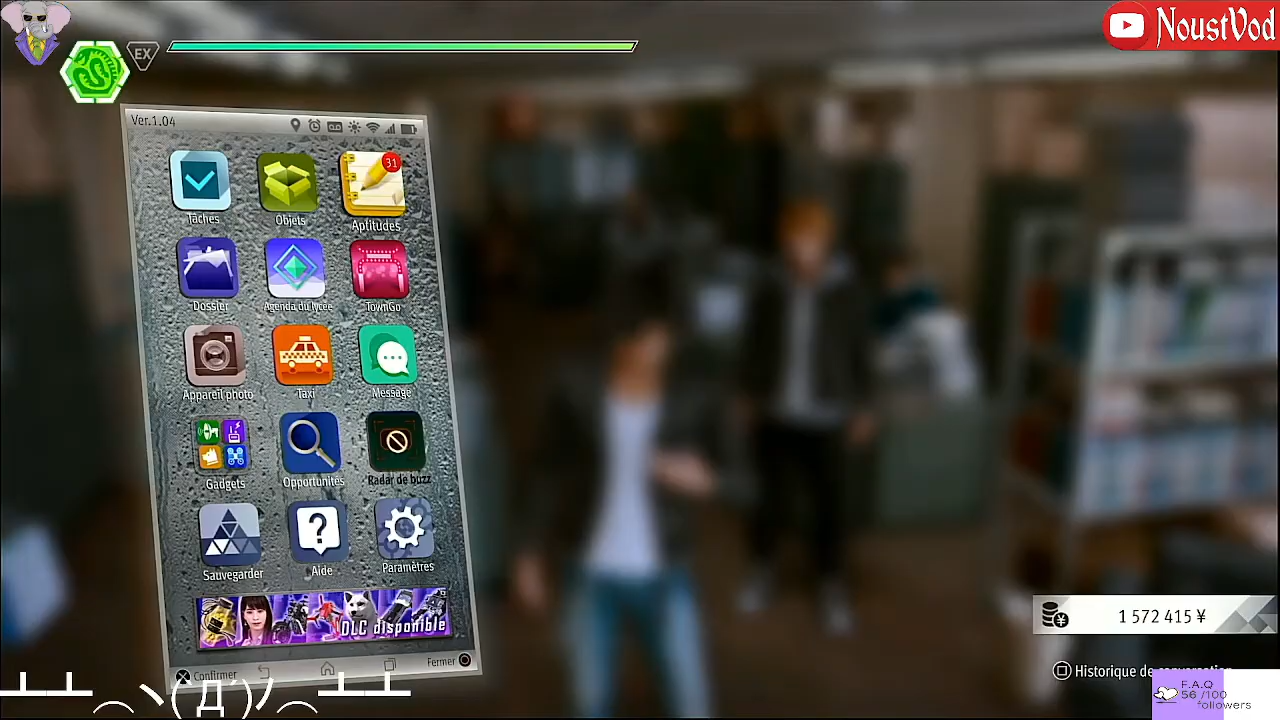 NoustVod
EX
Ver.1.04
31
Tâches
Objets
Aptitudes
Dossier
Agenda du lycée
TownGo
Appareil photo
Taxi
Message
Gadgets
Opportunités
Radar de buzz
Sauvegarder
Aide
Paramètres
DLC disponible
Confirmer
Fermer
1 572 415 ¥
Historique de conversation
F.A.Q
56 /100
followers
⊥⊥ ⌒ヽ(Д´)ﾉ⌒ ⊥⊥